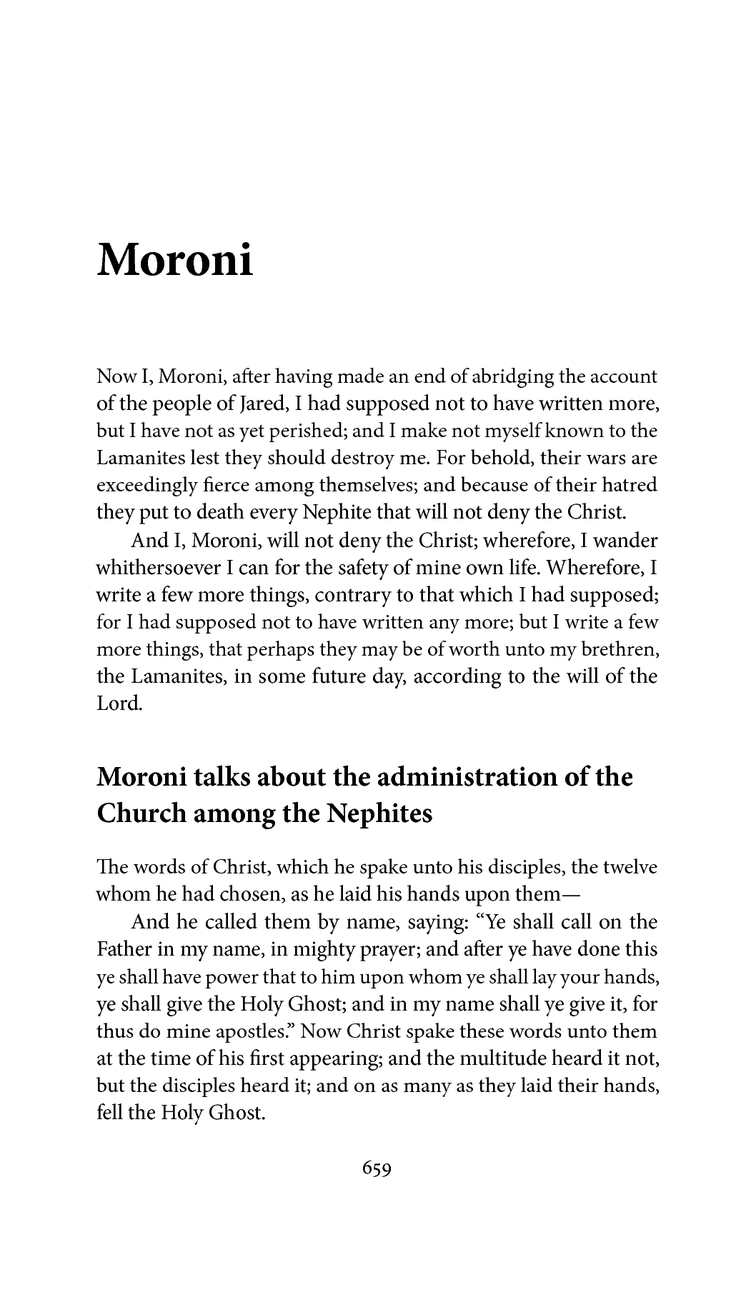 Moroni
Now I, Moroni, after having made an end of abridging the account
of the people of Jared, I had supposed not to have written more,
but I have not as yet perished; and I make not myself known to the
Lamanites lest they should destroy me. For behold, their wars are
exceedingly fierce among themselves; and because of their hatred
they put to death every Nephite that will not deny the Christ.
And I, Moroni, will not deny the Christ; wherefore, I wander
whithersoever I can for the safety of mine own life. Wherefore, I
write a few more things, contrary to that which I had supposed;
for I had supposed not to have written any more; but I write a few
more things, that perhaps they may be of worth unto my brethren,
the Lamanites, in some future day, according to the will of the
Lord.
Moroni talks about the administration of the
Church among the Nephites
The words of Christ, which he spake unto his disciples, the twelve
whom he had chosen, as he laid his hands upon them—
And he called them by name, saying: “Ye shall call on the
Father in my name, in mighty prayer; and after ye have done this
ye shall have power that to him upon whom ye shall lay your hands,
ye shall give the Holy Ghost; and in my name shall ye give it, for
thus do mine apostles.” Now Christ spake these words unto them
at the time of his first appearing; and the multitude heard it not,
but the disciples heard it; and on as many as they laid their hands,
fell the Holy Ghost.
659